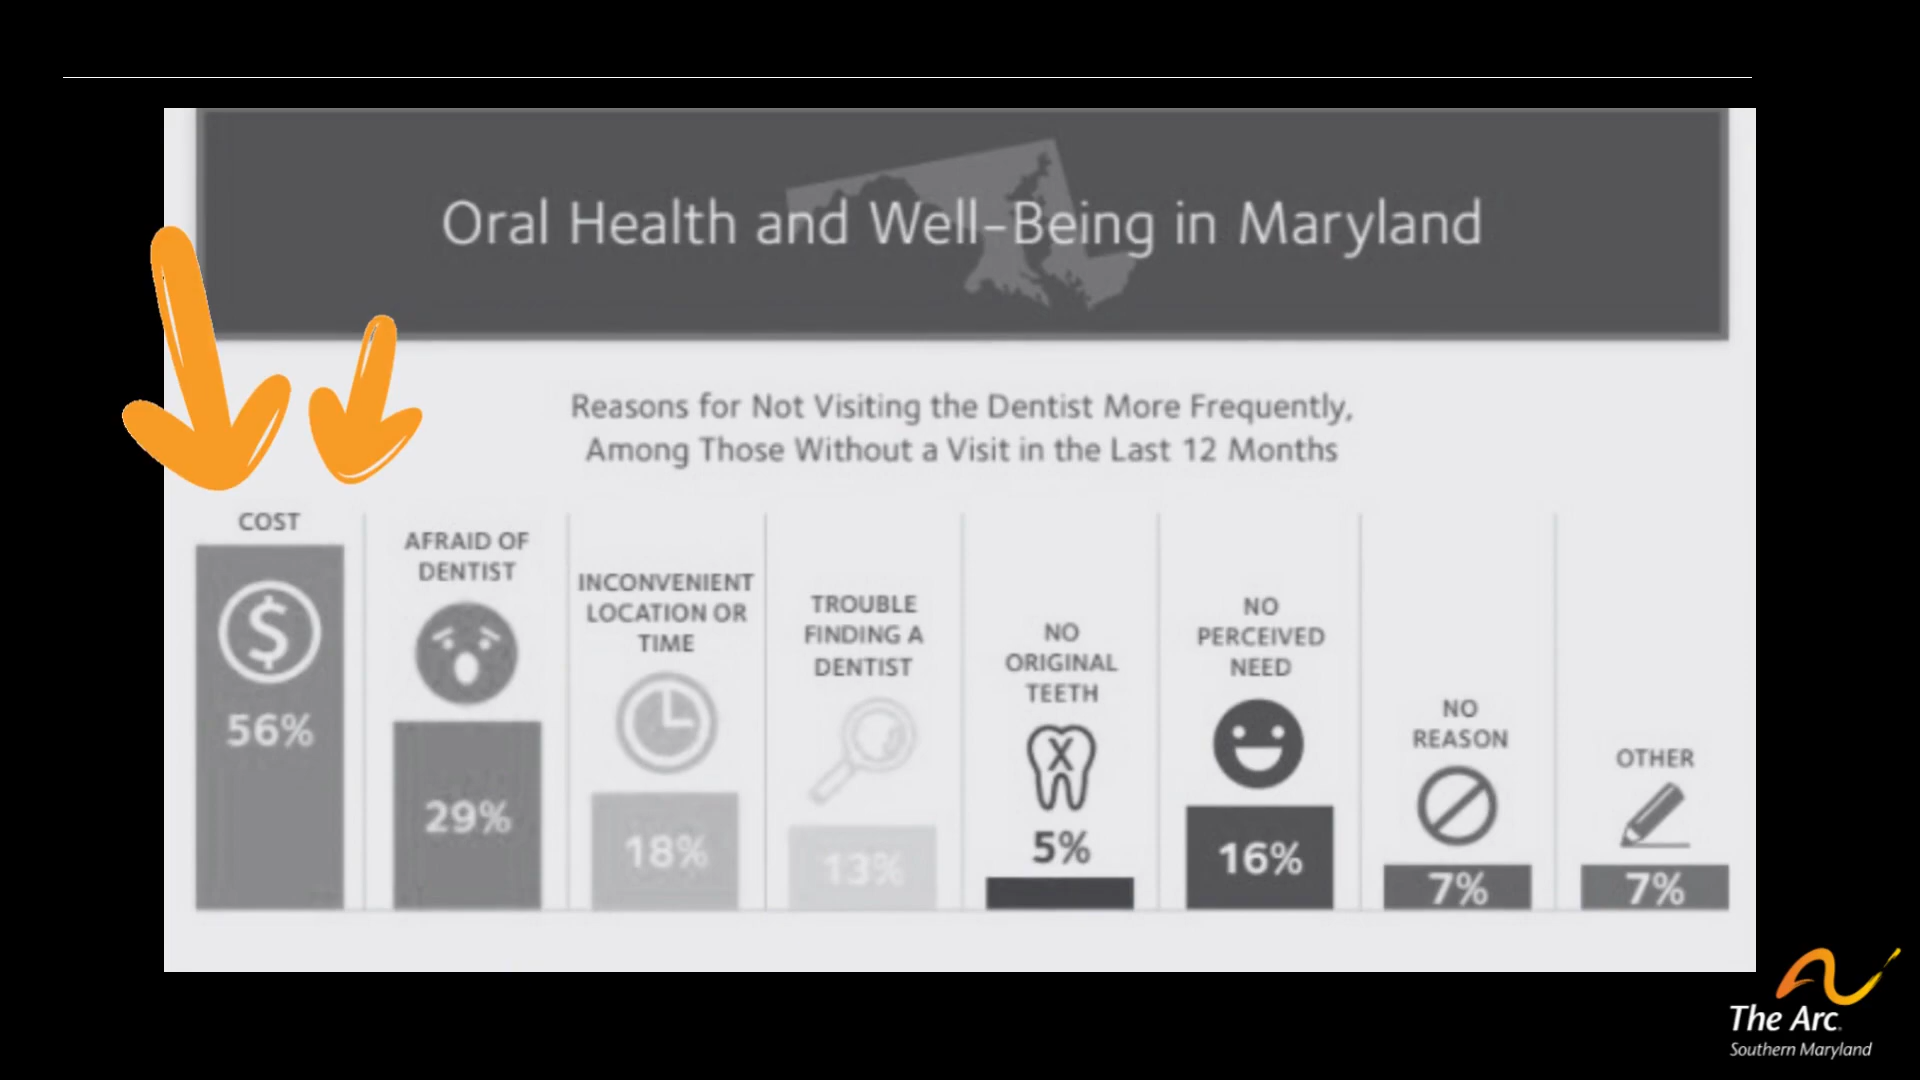 Oral Health and Well-Being in Maryland
Reasons for Not Visiting the Dentist More Frequently,
Among Those Without a Visit in the Last 12 Months
COST
$
56%
AFRAID OF
DENTIST
29%
INCONVENIENT
LOCATION OR
TIME
18%
TROUBLE
FINDING A
DENTIST
13%
NO
ORIGINAL
TEETH
X
5%
NO
PERCEIVED
NEED
16%
NO
REASON
7%
OTHER
7%
The Arc.
Southern Maryland